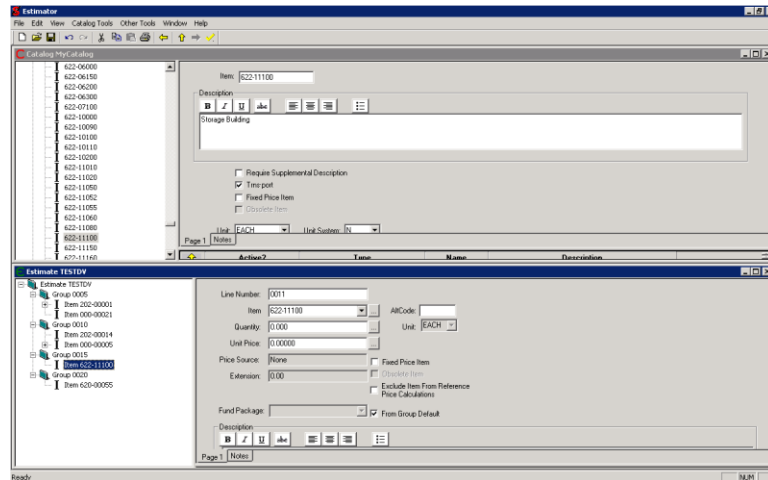 Estimator
File Edit View Catalog Tools Other Tools Window Help
Catalog MyCatalog
622-06000
622-06150
622-06200
622-06300
622-07100
622-10000
622-10090
622-10100
622-10110
622-10200
622-11010
622-11020
622-11050
622-11052
622-11055
622-11060
622-11080
622-11100
622-11150
622-11160
Item: 622-11100
Description
B I U abc
Storage Building
Require Supplemental Description
Trns·port
Fixed Price Item
Obsolete Item
Unit: EACH Unit System: N
Page 1 Notes
Active? Type Name Description
Estimate TESTDV
Estimate TESTDV
Group 0005
Item 202-00001
Item 000-00021
Group 0010
Item 202-00014
Item 000-00005
Group 0015
Item 622-11100
Group 0020
Item 620-00055
Line Number: 0011
Item 622-11100 ... AltCode:
Quantity: 0.000 ... Unit: EACH
Unit Price: 0.00000 ...
Price Source: None Fixed Price Item
Extension: 0.00 Obsolete Item
Exclude Item From Reference
Price Calculations
Fund Package: From Group Default
Description
B I U abc
Page 1 Notes
Ready NUM